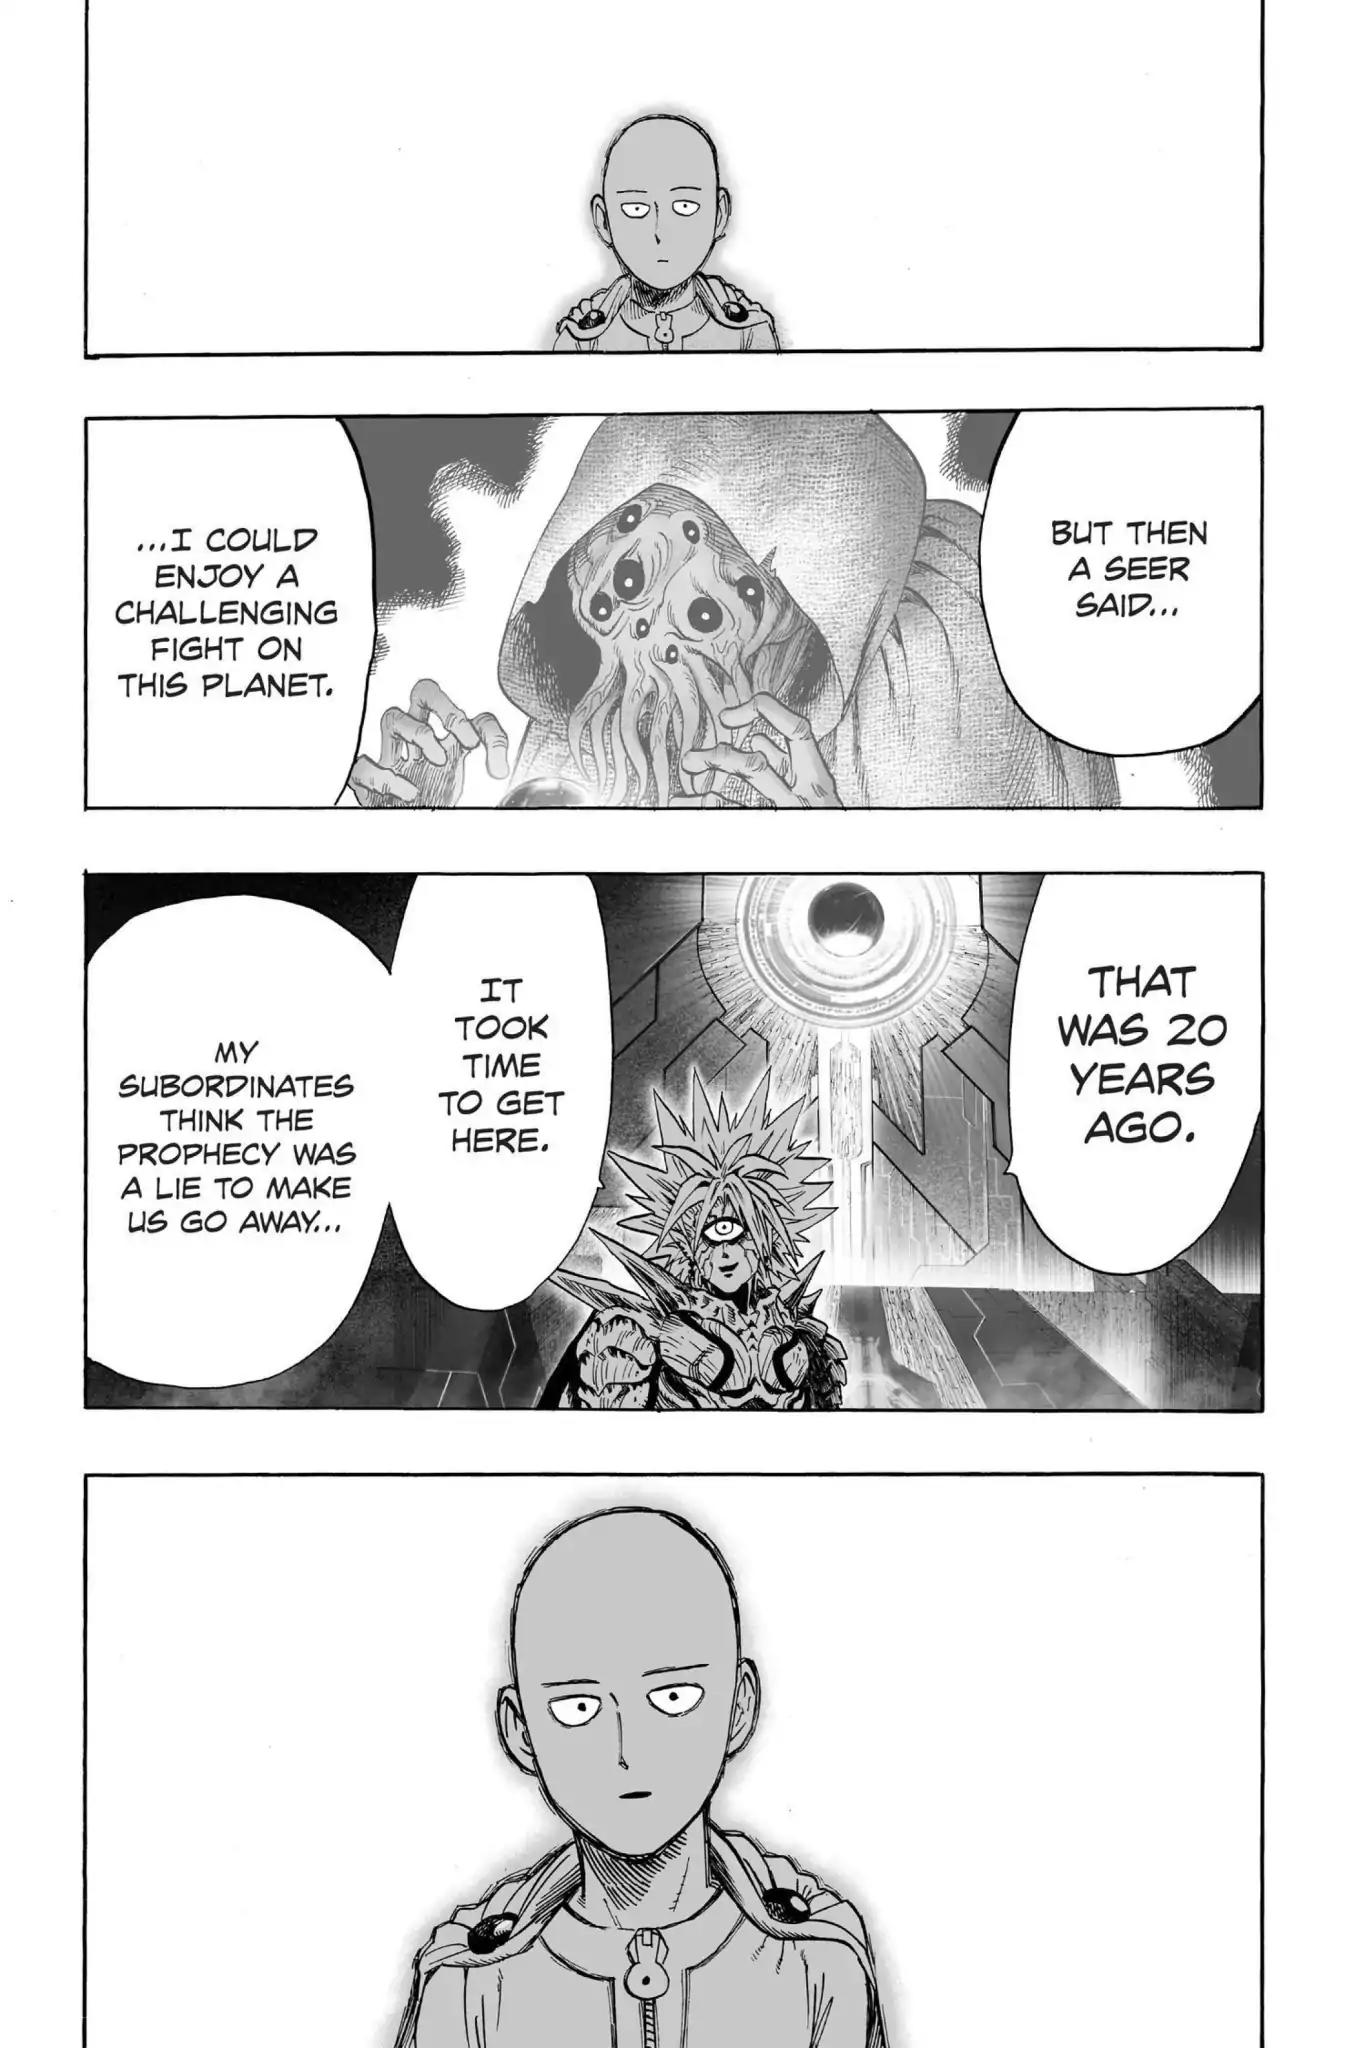 BUT THEN
A SEER
SAID...
...I COULD
ENJOY A
CHALLENGING
FIGHT ON
THIS PLANET.
THAT
WAS 20
YEARS
AGO.
IT
TOOK
TIME
TO GET
HERE.
MY
SUBORDINATES
THINK THE
PROPHECY WAS
A LIE TO MAKE
US GO AWAY...